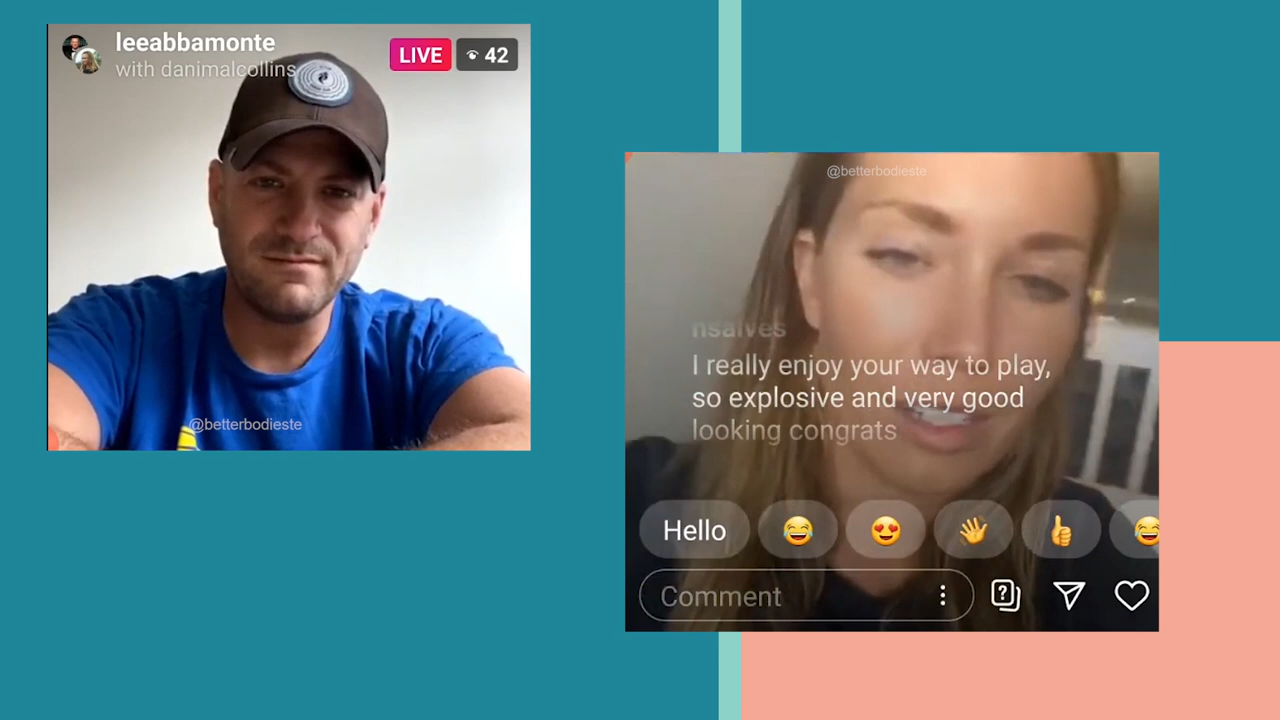 leeabbamonte
with danimalcollins
LIVE
42
@betterbodieste
@betterbodieste
nsalves
I really enjoy your way to play,
so explosive and very good
looking congrats
Hello
Comment